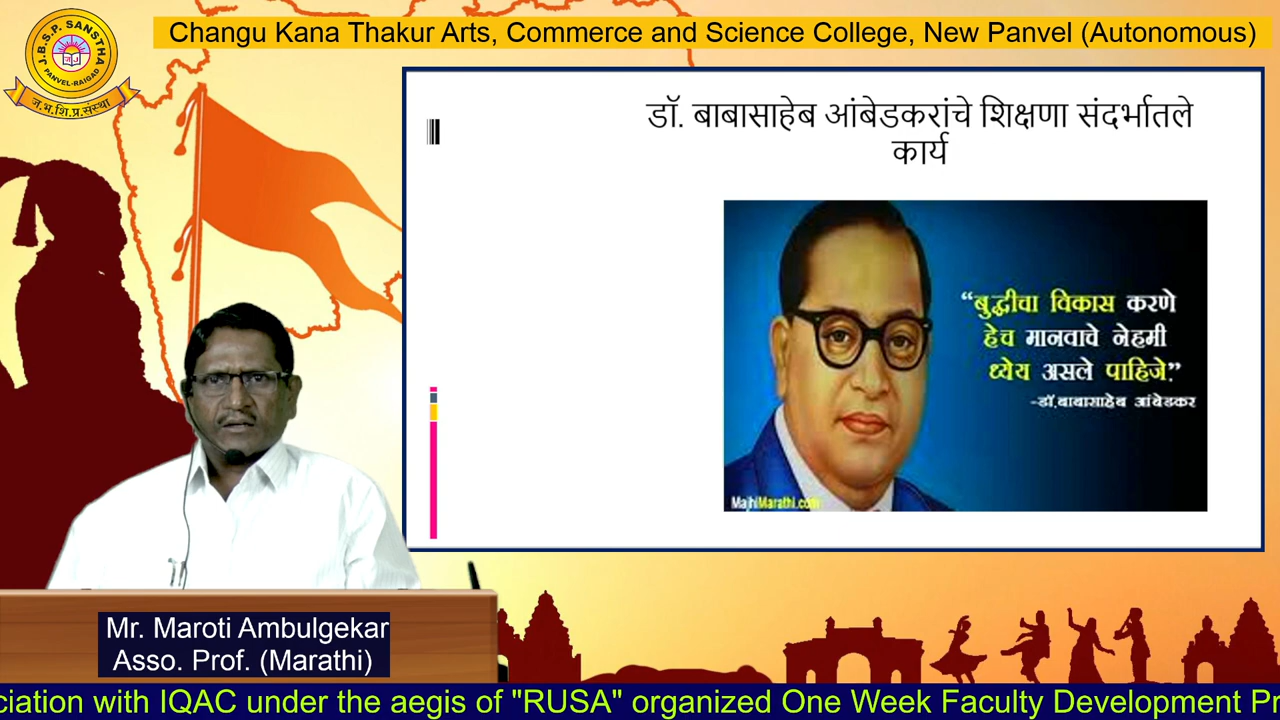 J.B.S.P. SANSTHA
PANVEL-RAIGAD
ज.भ.शि.प्र.संस्था
Changu Kana Thakur Arts, Commerce and Science College, New Panvel (Autonomous)
डॉ. बाबासाहेब आंबेडकरांचे शिक्षणा संदर्भातले
कार्य
“बुद्धीचा विकास करणे
हेच मानवाचे नेहमी
ध्येय असले पाहिजे.”
-डॉ.बाबासाहेब आंबेडकर
MajhiMarathi.com
Mr. Maroti Ambulgekar
Asso. Prof. (Marathi)
ciation with IQAC under the aegis of "RUSA" organized One Week Faculty Development Pr